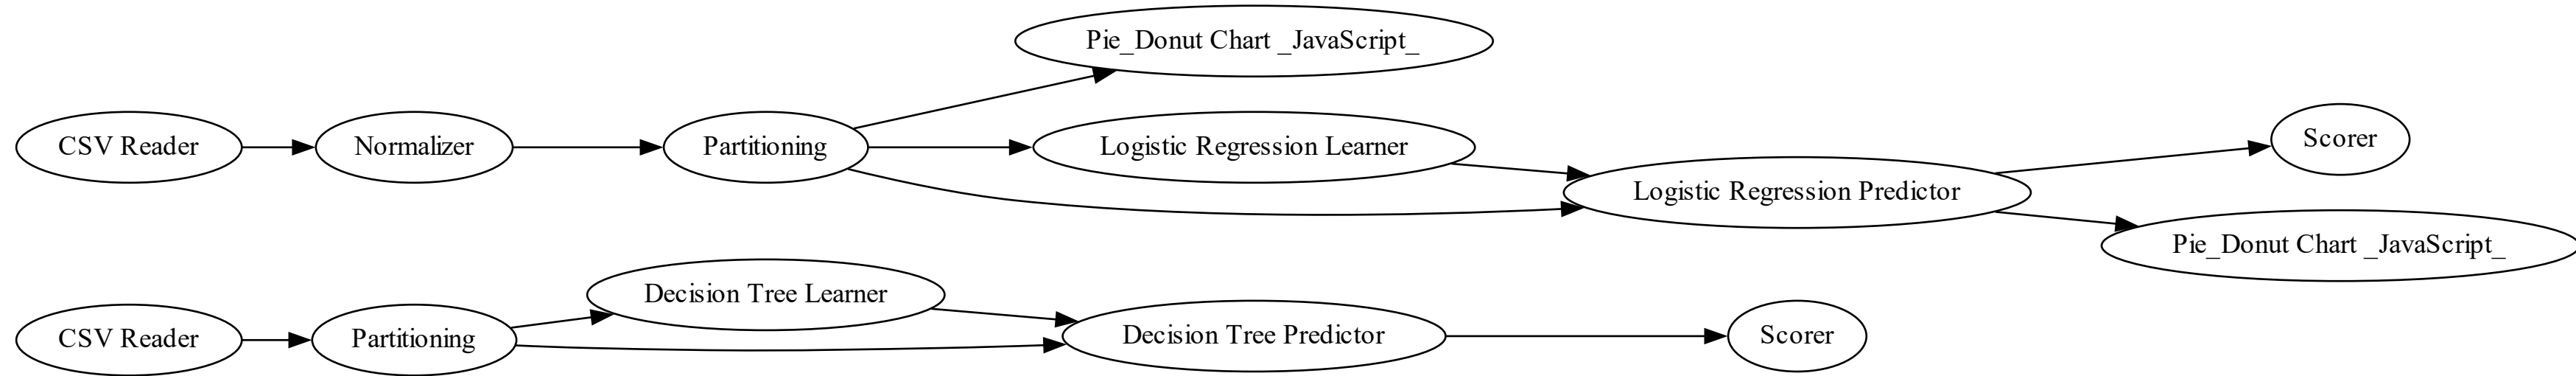 Pie_Donut Chart _JavaScript_
CSV Reader
Normalizer
Partitioning
Logistic Regression Learner
Logistic Regression Predictor
Scorer
Pie_Donut Chart _JavaScript_
CSV Reader
Partitioning
Decision Tree Learner
Decision Tree Predictor
Scorer